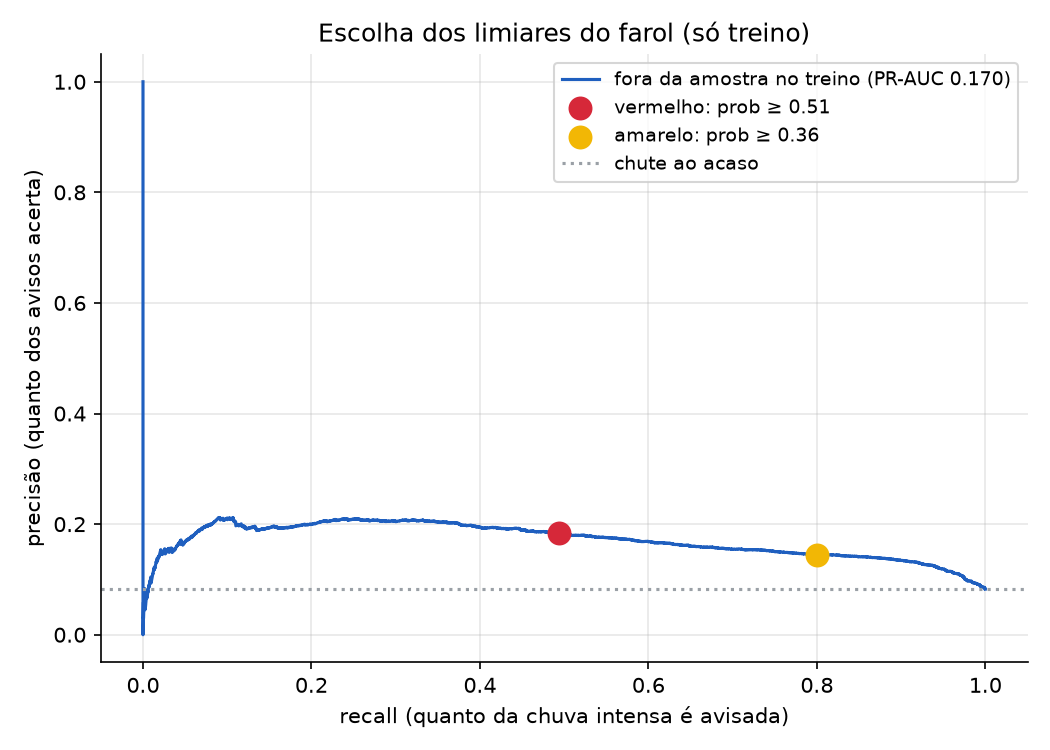 Escolha dos limiares do farol (só treino)
fora da amostra no treino (PR-AUC 0.170)
vermelho: prob ≥ 0.51
amarelo: prob ≥ 0.36
chute ao acaso
precisão (quanto dos avisos acerta)
1.0
0.8
0.6
0.4
0.2
0.0
0.0 0.2 0.4 0.6 0.8 1.0
recall (quanto da chuva intensa é avisada)